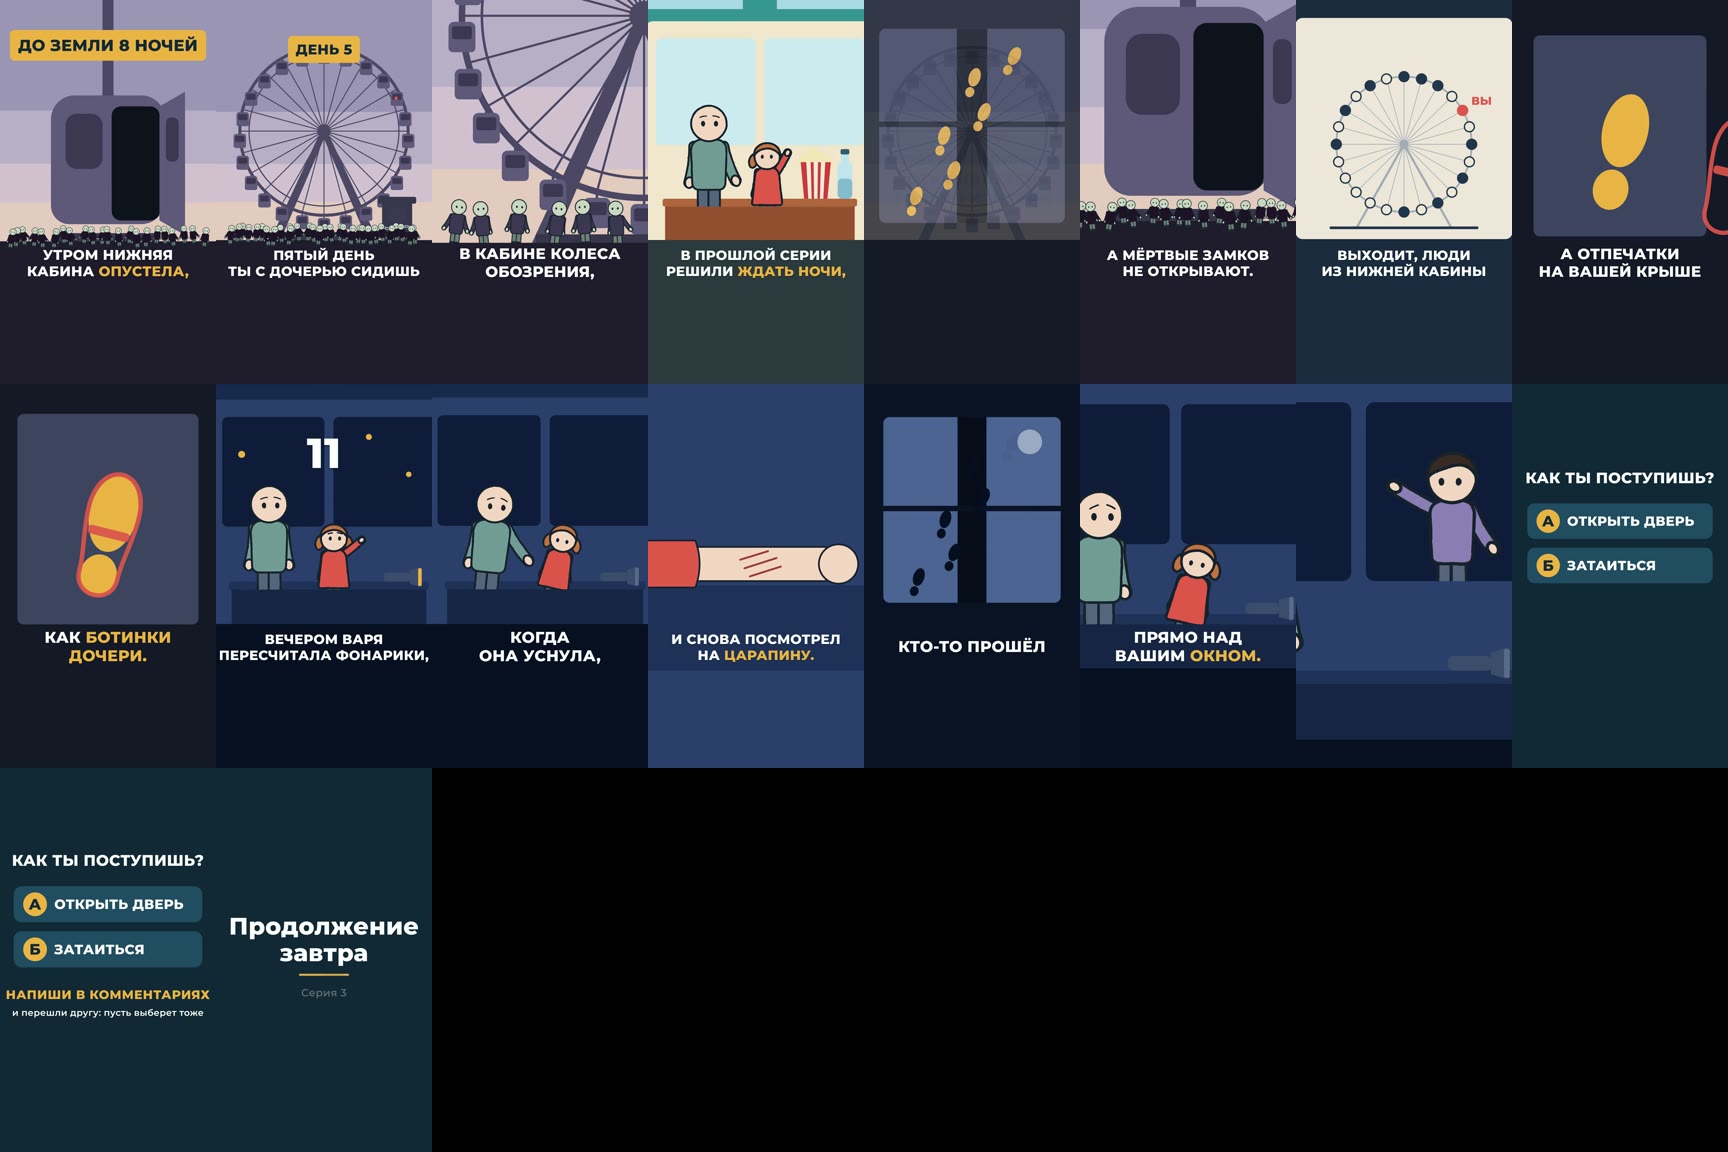 ДО ЗЕМЛИ 8 НОЧЕЙ
УТРОМ НИЖНЯЯ
КАБИНА ОПУСТЕЛА,
ДЕНЬ 5
ПЯТЫЙ ДЕНЬ
ТЫ С ДОЧЕРЬЮ СИДИШЬ
В КАБИНЕ КОЛЕСА
ОБОЗРЕНИЯ,
В ПРОШЛОЙ СЕРИИ
РЕШИЛИ ЖДАТЬ НОЧИ,
А МЁРТВЫЕ ЗАМКОВ
НЕ ОТКРЫВАЮТ.
ВЫ
ВЫХОДИТ, ЛЮДИ
ИЗ НИЖНЕЙ КАБИНЫ
А ОТПЕЧАТКИ
НА ВАШЕЙ КРЫШЕ
КАК БОТИНКИ
ДОЧЕРИ.
11
ВЕЧЕРОМ ВАРЯ
ПЕРЕСЧИТАЛА ФОНАРИКИ,
КОГДА
ОНА УСНУЛА,
И СНОВА ПОСМОТРЕЛ
НА ЦАРАПИНУ.
КТО-ТО ПРОШЁЛ
ПРЯМО НАД
ВАШИМ ОКНОМ.
КАК ТЫ ПОСТУПИШЬ?
А ОТКРЫТЬ ДВЕРЬ
Б ЗАТАИТЬСЯ
КАК ТЫ ПОСТУПИШЬ?
А ОТКРЫТЬ ДВЕРЬ
Б ЗАТАИТЬСЯ
НАПИШИ В КОММЕНТАРИЯХ
и перешли другу: пусть выберет тоже
Продолжение
завтра
Серия 3